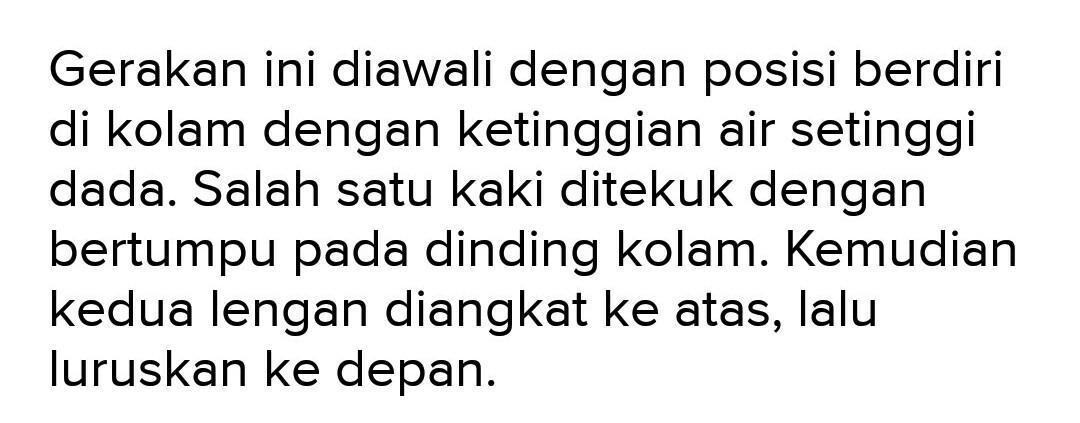 Gerakan ini diawali dengan posisi berdiri
di kolam dengan ketinggian air setinggi
dada. Salah satu kaki ditekuk dengan
bertumpu pada dinding kolam. Kemudian
kedua lengan diangkat ke atas, lalu
luruskan ke depan.